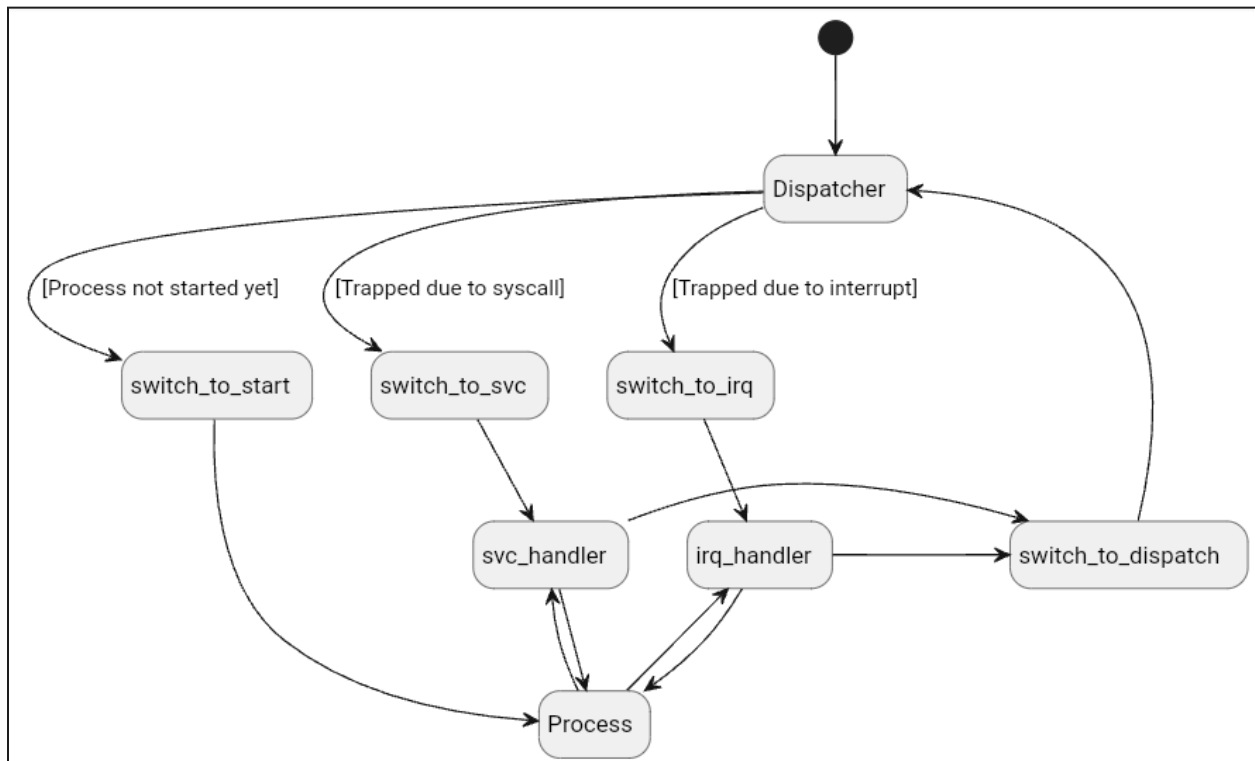 Dispatcher
[Process not started yet]
[Trapped due to syscall]
[Trapped due to interrupt]
switch_to_start
switch_to_svc
switch_to_irq
svc_handler
irq_handler
switch_to_dispatch
Process